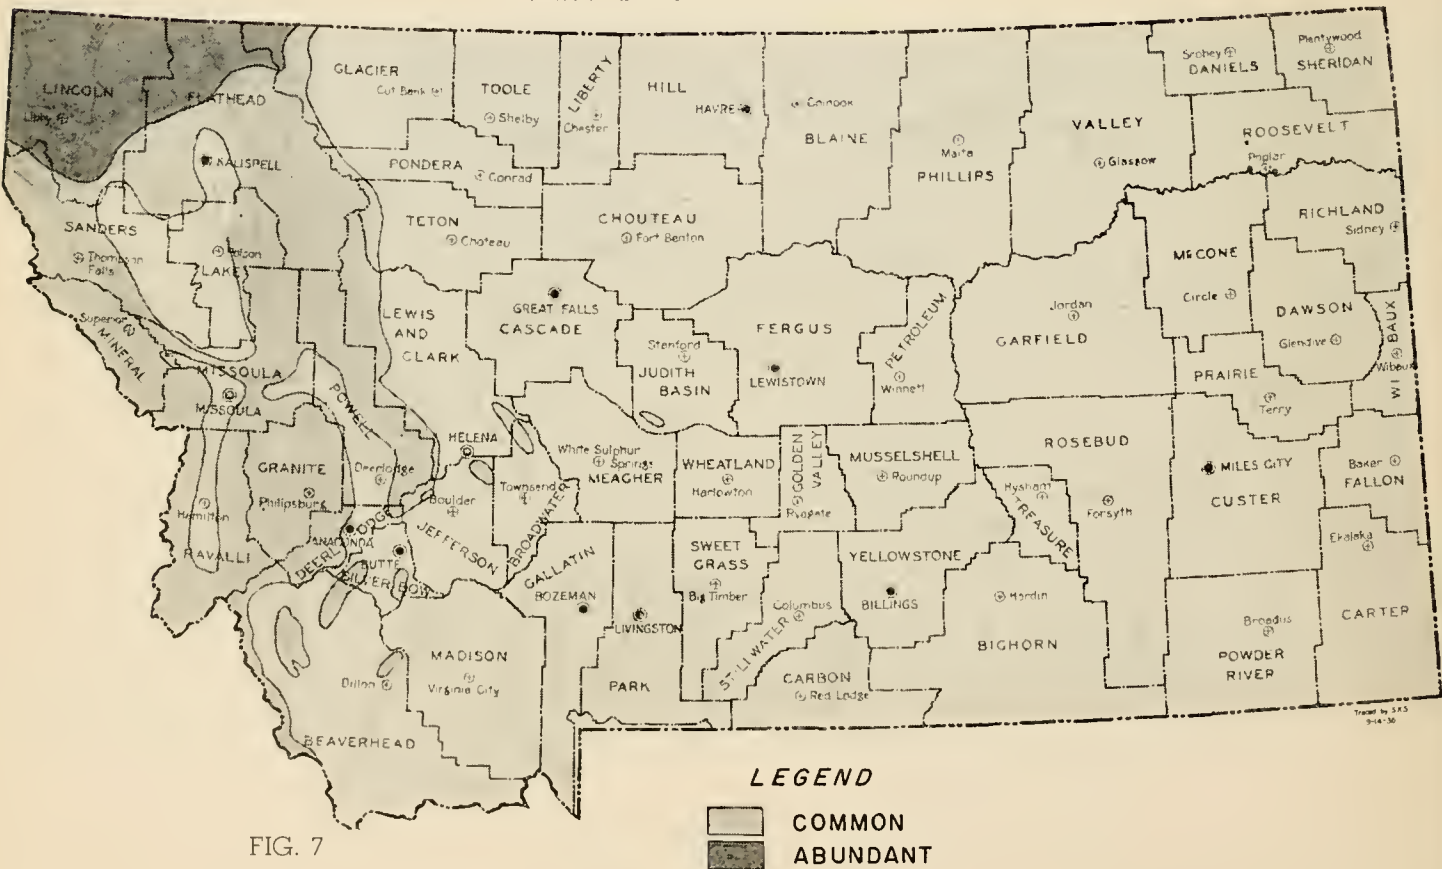 LINCOLN
Libby
FLATHEAD
KALISPELL
GLACIER
Cut Bank
TOOLE
Shelby
LIBERTY
Chester
HILL
HAVRE
Chinook
BLAINE
Malta
PHILLIPS
VALLEY
Glasgow
Scobey
DANIELS
Plentywood
SHERIDAN
ROOSEVELT
Poplar
PONDERA
Conrad
TETON
Choteau
CHOUTEAU
Fort Benton
RICHLAND
Sidney
McCONE
Circle
SANDERS
Thompson
Falls
Polson
LAKE
LEWIS
AND
CLARK
GREAT FALLS
CASCADE
Stanford
JUDITH
BASIN
FERGUS
LEWISTOWN
PETROLEUM
Winnett
Jordan
GARFIELD
DAWSON
Glendive
WIBAUX
Wibaux
PRAIRIE
Terry
Superior
MINERAL
MISSOULA
MISSOULA
POWELL
Deerlodge
HELENA
GRANITE
Philipsburg
Hamilton
RAVALLI
ANACONDA
DEERLODGE
BUTTE
SILVER BOW
Boulder
JEFFERSON
Townsend
BROADWATER
White Sulphur
Springs
MEAGHER
WHEATLAND
Harlowton
GOLDEN
VALLEY
Ryegate
MUSSELSHELL
Roundup
ROSEBUD
Hysham
TREASURE
Forsyth
MILES CITY
CUSTER
Baker
FALLON
Ekalaka
CARTER
GALLATIN
BOZEMAN
LIVINGSTON
PARK
SWEET
GRASS
Big Timber
Columbus
STILLWATER
YELLOWSTONE
BILLINGS
Hardin
BIGHORN
Broadus
POWDER
RIVER
CARBON
Red Lodge
MADISON
Virginia City
Dillon
BEAVERHEAD
Traced by SKS
9-14-36
LEGEND
COMMON
ABUNDANT
FIG. 7